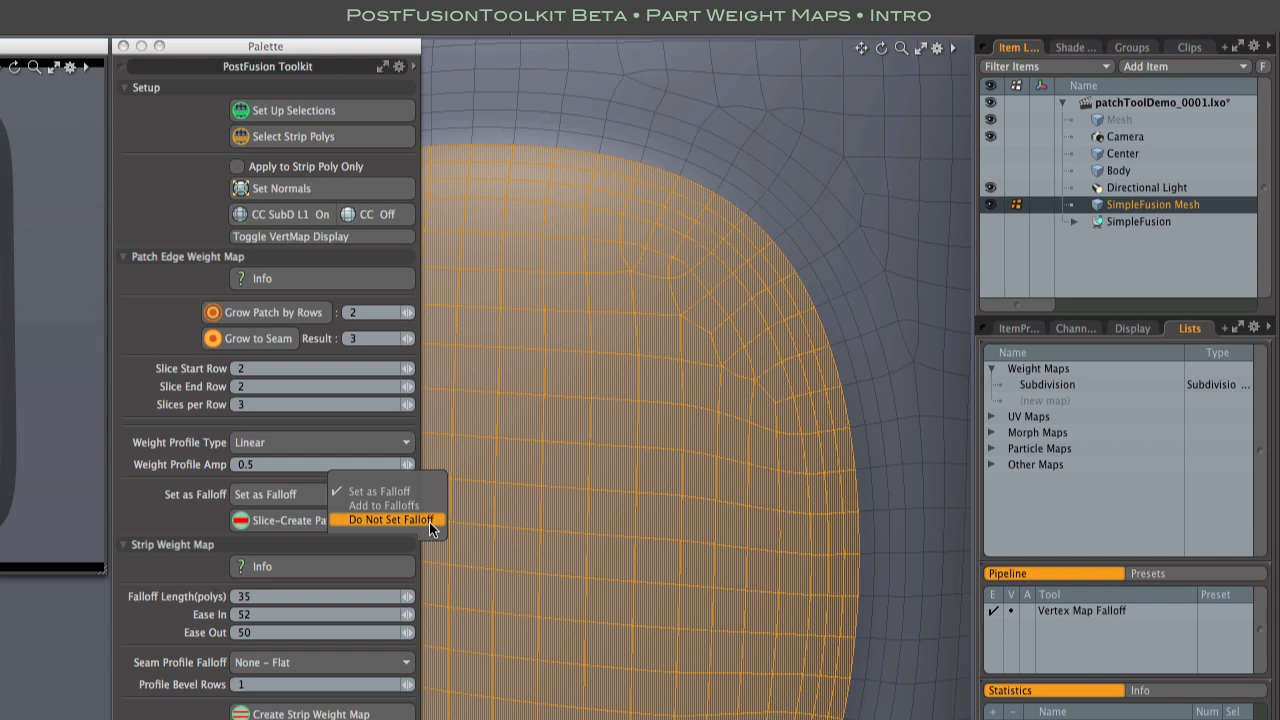 PostFusionToolkit Beta • Part Weight Maps • Intro
Palette
PostFusion Toolkit
Setup
Set Up Selections
Select Strip Polys
Apply to Strip Poly Only
Set Normals
CC SubD L1 On
CC Off
Toggle VertMap Display
Patch Edge Weight Map
? Info
Grow Patch by Rows : 2
Grow to Seam Result : 3
Slice Start Row 2
Slice End Row 2
Slices per Row 3
Weight Profile Type Linear
Weight Profile Amp 0.5
Set as Falloff Set as Falloff
Slice-Create Pa
Set as Falloff
Add to Falloffs
Do Not Set Falloff
Strip Weight Map
? Info
Falloff Length(polys) 35
Ease In 52
Ease Out 50
Seam Profile Falloff None - Flat
Profile Bevel Rows 1
Create Strip Weight Map
Item L... Shade ... Groups Clips +
Filter Items Add Item F
Name
patchToolDemo_0001.lxo*
Mesh
Camera
Center
Body
Directional Light
SimpleFusion Mesh
SimpleFusion
ItemPr... Chann... Display Lists +
Name Type
Weight Maps
Subdivision Subdivisio ...
(new map)
UV Maps
Morph Maps
Particle Maps
Other Maps
Pipeline Presets
E V A Tool Preset
Vertex Map Falloff
Statistics Info
+ - Name Num Sel